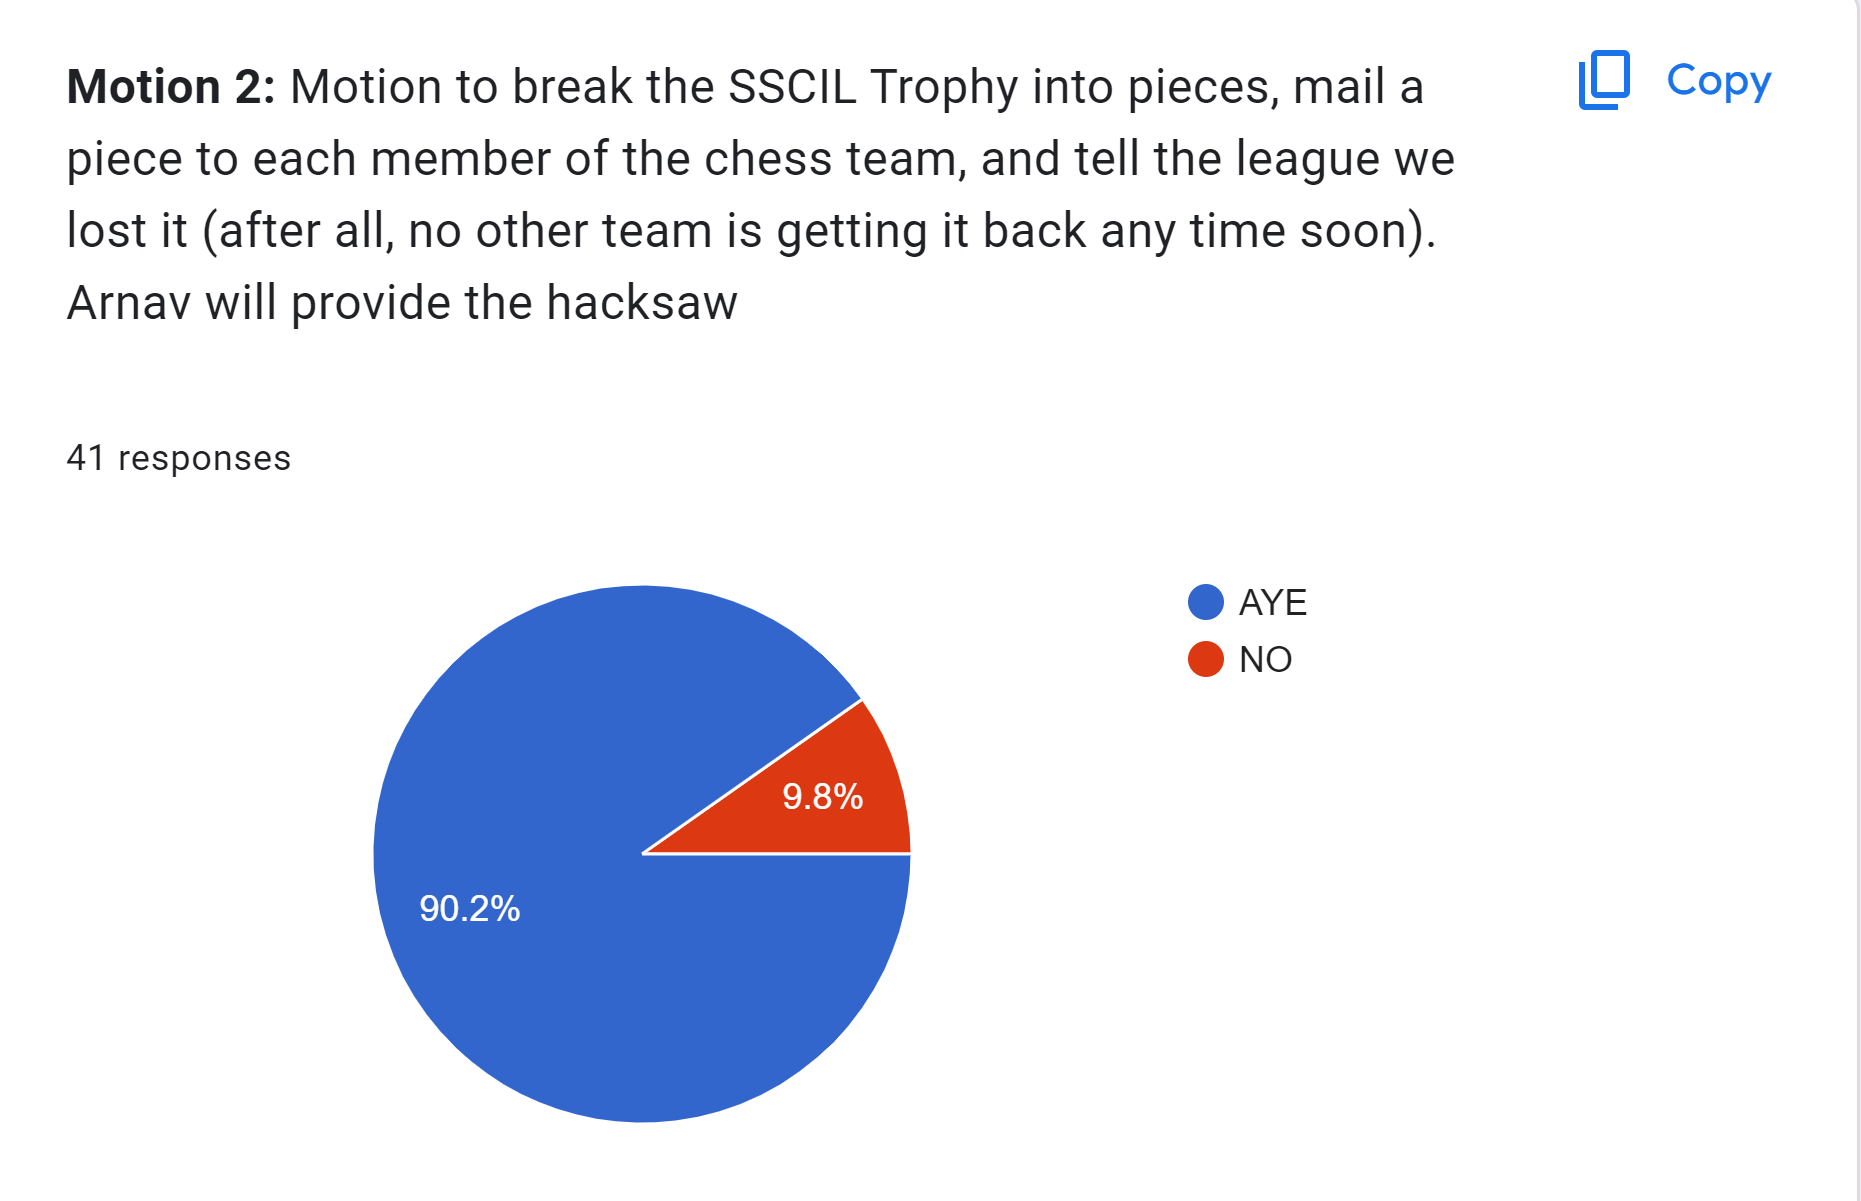 Motion 2: Motion to break the SSCIL Trophy into pieces, mail a
piece to each member of the chess team, and tell the league we
lost it (after all, no other team is getting it back any time soon).
Arnav will provide the hacksaw
Copy
41 responses
AYE
NO
9.8%
90.2%